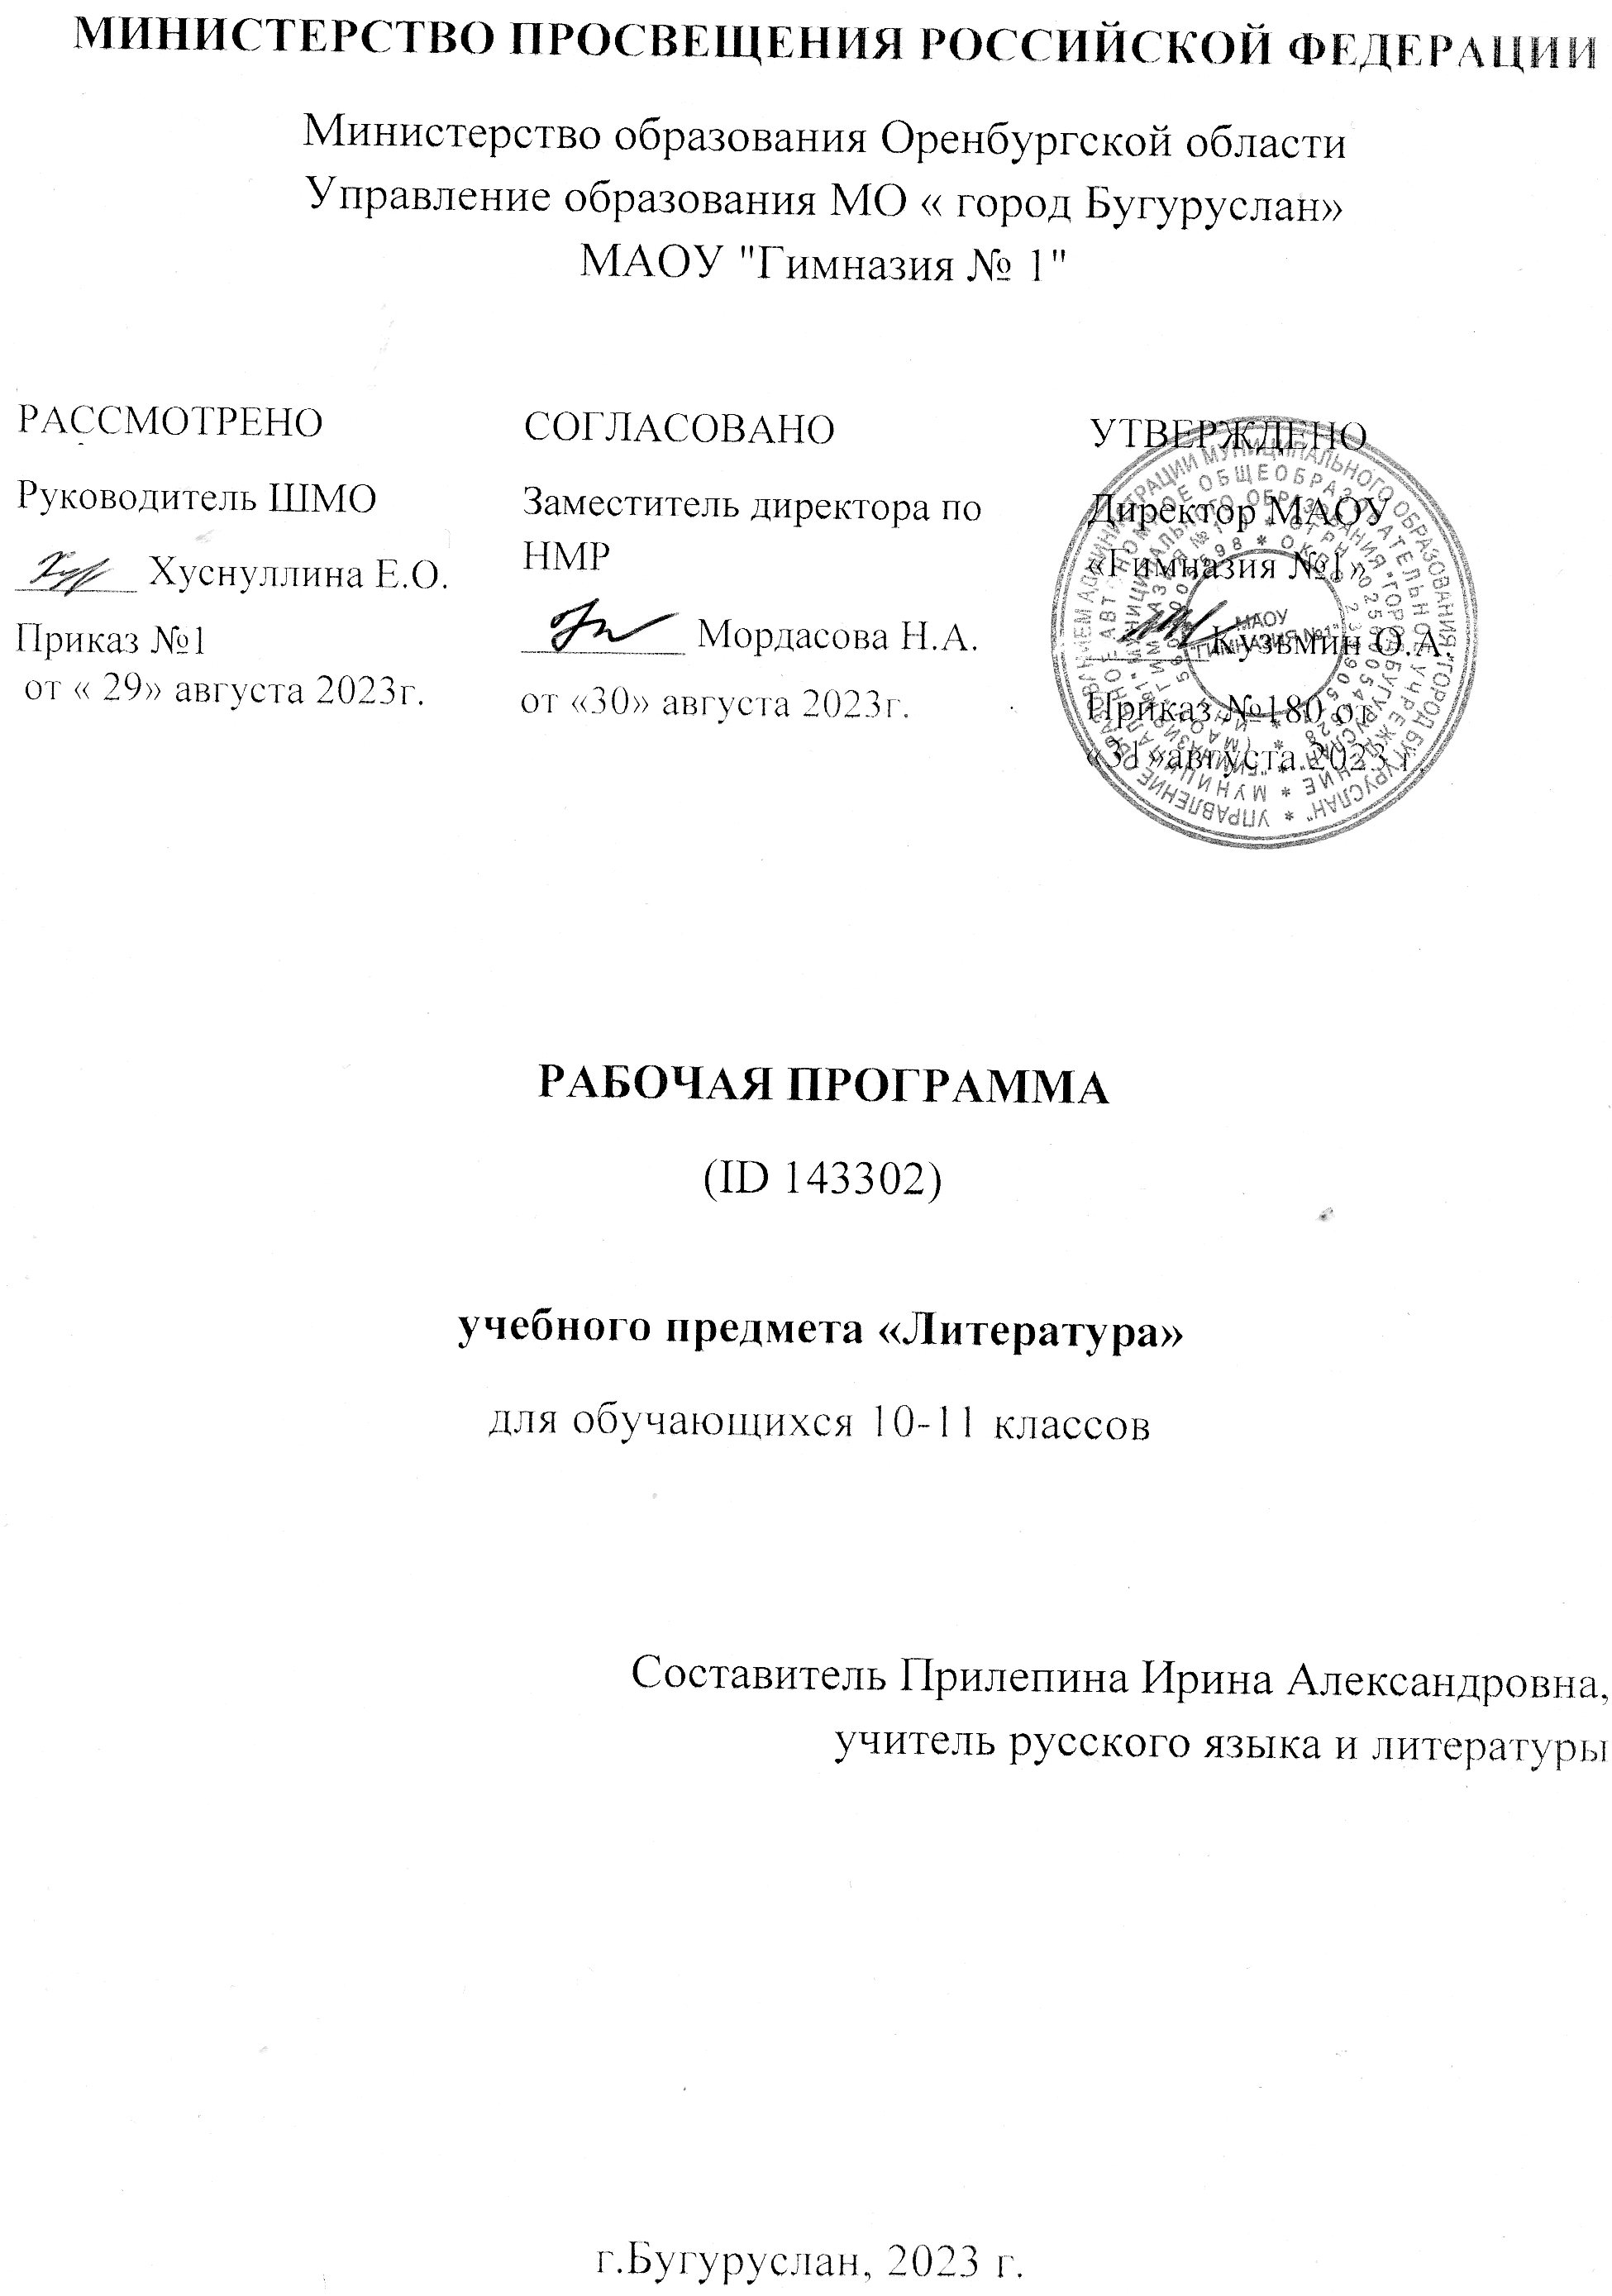 МИНИСТЕРСТВО ПРОСВЕЩЕНИЯ РОССИЙСКОЙ ФЕДЕРАЦИИ
Министерство образования Оренбургской области
Управление образования МО « город Бугуруслан»
МАОУ "Гимназия № 1"
РАССМОТРЕНО
Руководитель ШМО
Хуснуллина Е.О.
Приказ №1
от « 29» августа 2023г.
СОГЛАСОВАНО
Заместитель директора по
НМР
Мордасова Н.А.
от «30» августа 2023г.
УТВЕРЖДЕНО
Директор МАОУ
«Гимназия №1»
Кузьмин О.А.
Приказ №180 от
«31»августа 2023 г.
МАОУ
"ГИМНАЗИЯ №1"
РАБОЧАЯ ПРОГРАММА
(ID 143302)
учебного предмета «Литература»
для обучающихся 10-11 классов
Составитель Прилепина Ирина Александровна,
учитель русского языка и литературы
г.Бугуруслан, 2023 г.